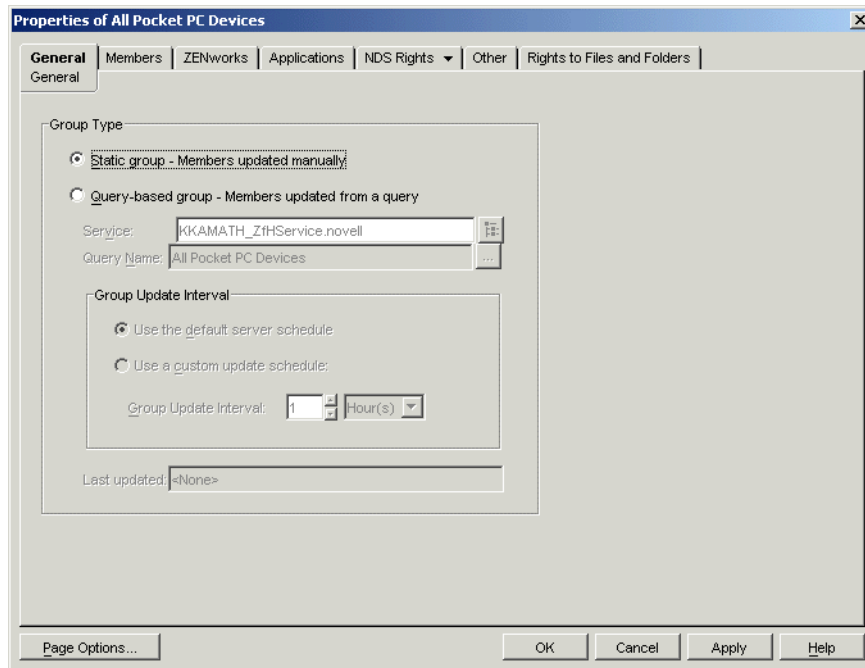 Properties of All Pocket PC Devices
General Members ZENworks Applications NDS Rights Other Rights to Files and Folders
General
Group Type
Static group - Members updated manually
Query-based group - Members updated from a query
Service: KKAMATH_ZfHService.novell
Query Name: All Pocket PC Devices ...
Group Update Interval
Use the default server schedule
Use a custom update schedule:
Group Update Interval: 1 Hour(s)
Last updated: <None>
Page Options... OK Cancel Apply Help